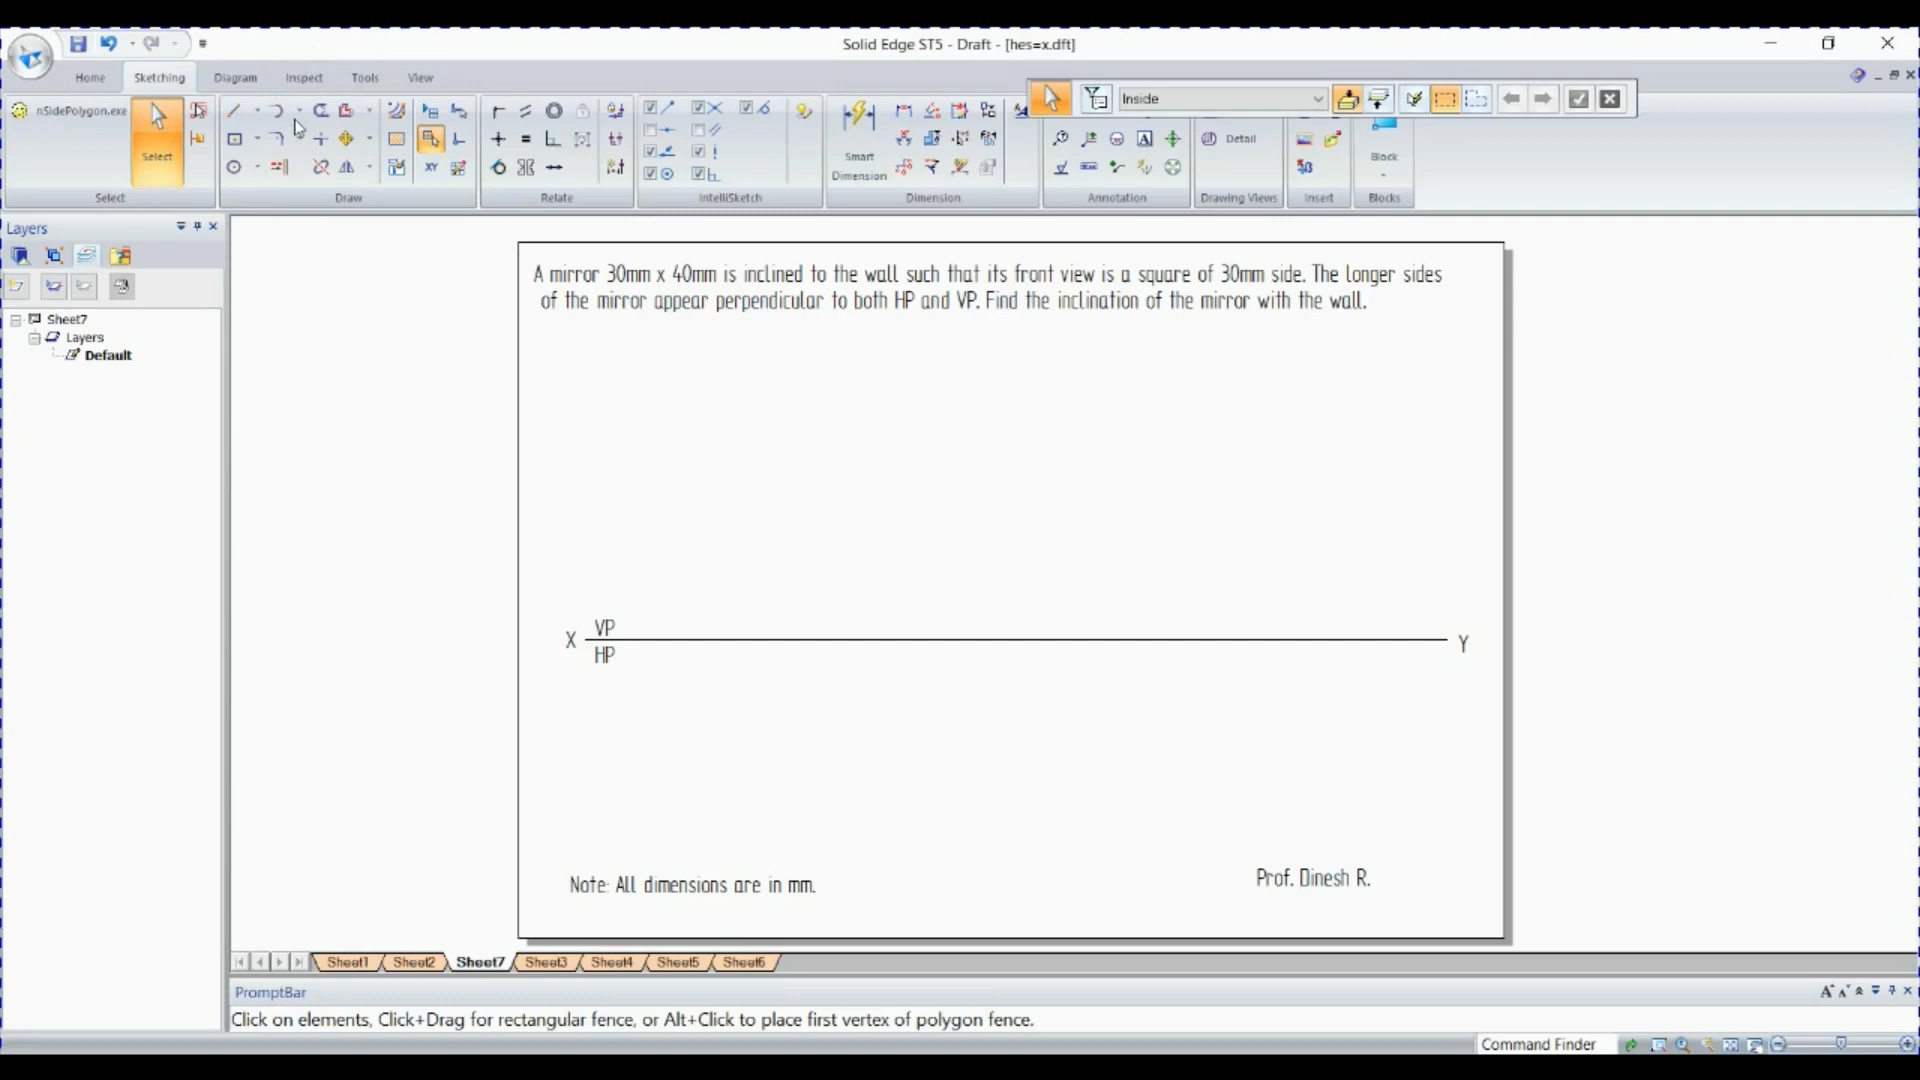 Solid Edge ST5 - Draft - [hes=x.dft]
Home Sketching Diagram Inspect Tools View
nSidePolygon.exe
Inside
Select
Smart
Dimension
A
Detail
Block
XY
Select Draw Relate IntelliSketch Dimension Annotation Drawing Views Insert Blocks
Layers
Sheet7
Layers
Default
A mirror 30mm x 40mm is inclined to the wall such that its front view is a square of 30mm side. The longer sides
of the mirror appear perpendicular to both HP and VP. Find the inclination of the mirror with the wall.
VP
X
Y
HP
Note: All dimensions are in mm.
Prof. Dinesh R.
Sheet1 Sheet2 Sheet7 Sheet3 Sheet4 Sheet5 Sheet6
PromptBar
Click on elements, Click+Drag for rectangular fence, or Alt+Click to place first vertex of polygon fence.
Command Finder